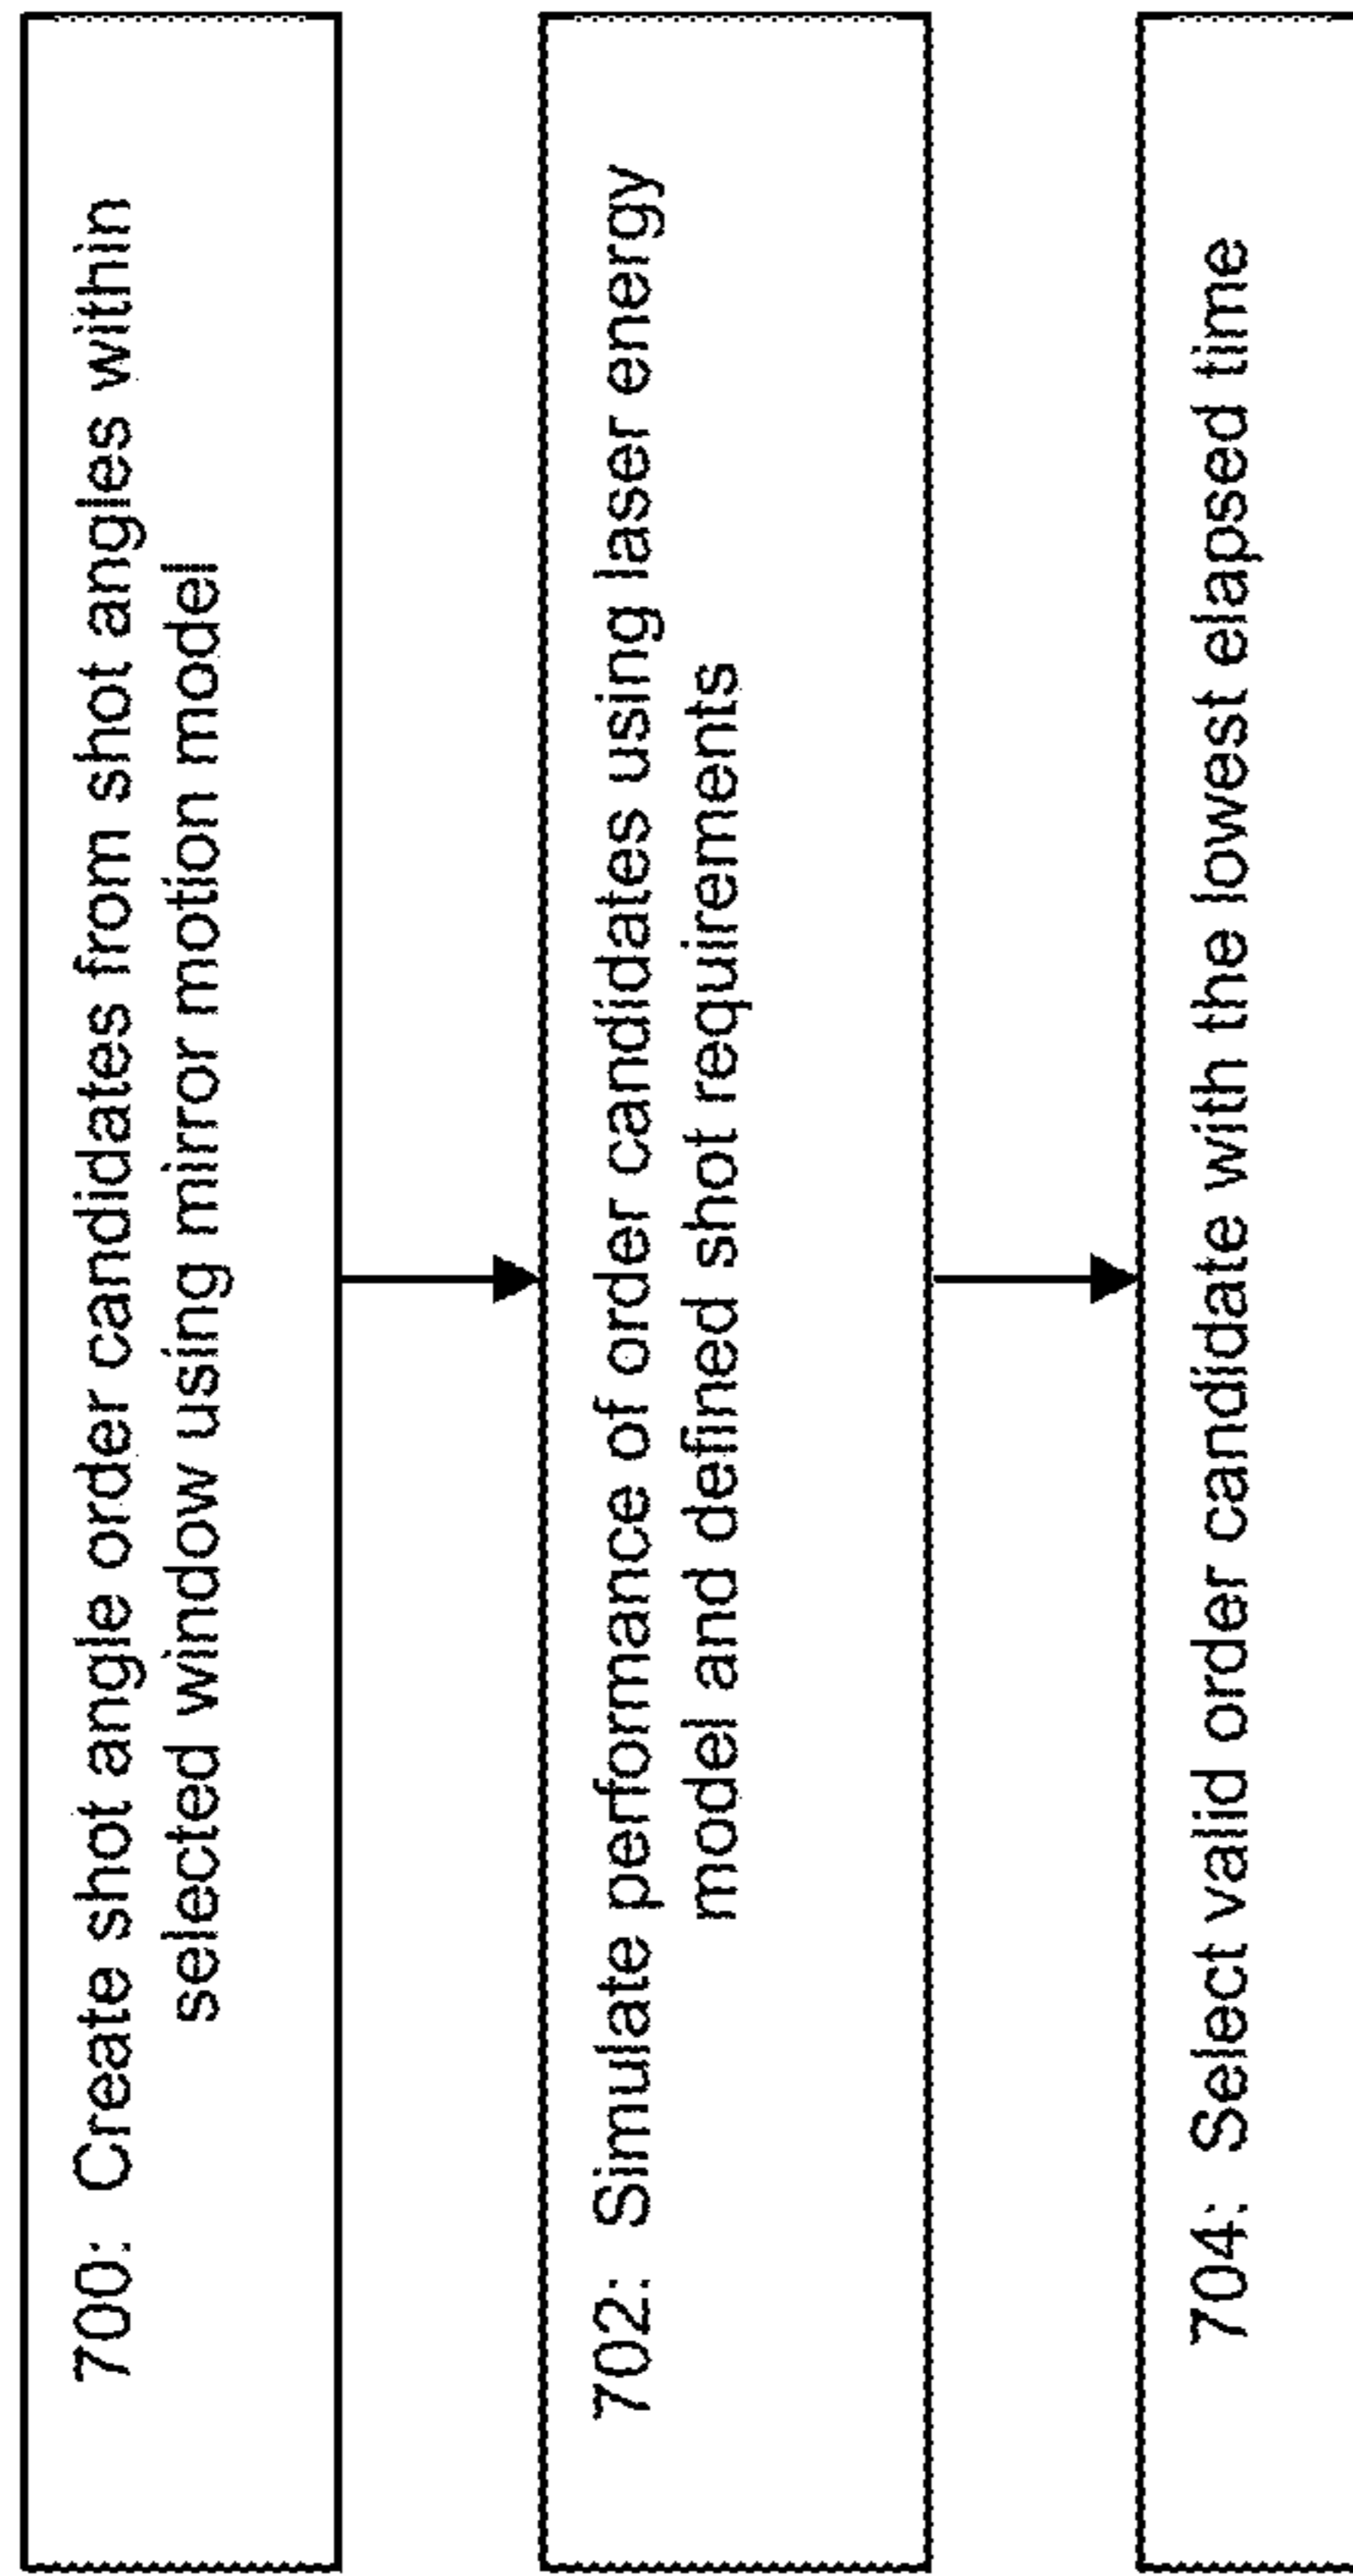 700: Create shot angle order candidates from shot angles within
selected window using mirror motion model
702: Simulate performance of order candidates using laser energy
model and defined shot requirements
704: Select valid order candidate with the lowest elapsed time